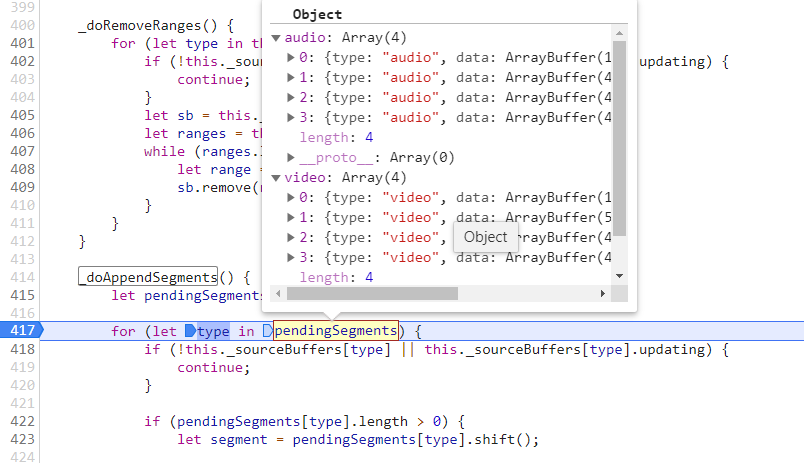 Object
399
400 _doRemoveRanges() {
401 for (let type in th
402 if (!this._sour updating) {
403 continue;
404 }
405 let sb = this._
406 let ranges = th
407 while (ranges.
408 let range =
409 sb.remove(
410 }
411 }
412 }
413
audio: Array(4)
0: {type: "audio", data: ArrayBuffer(1
1: {type: "audio", data: ArrayBuffer(4
2: {type: "audio", data: ArrayBuffer(4
3: {type: "audio", data: ArrayBuffer(4
length: 4
__proto__: Array(0)
video: Array(4)
0: {type: "video", data: ArrayBuffer(1
1: {type: "video", data: ArrayBuffer(5
2: {type: "video", ArrayBuffer(4
3: {type: "video", data: ArrayBuffer(4
length: 4
Object
414 _doAppendSegments() {
415 let pendingSegments
416
417 for (let type in pendingSegments) {
418 if (!this._sourceBuffers[type] || this._sourceBuffers[type].updating) {
419 continue;
420 }
421
422 if (pendingSegments[type].length > 0) {
423 let segment = pendingSegments[type].shift();
424